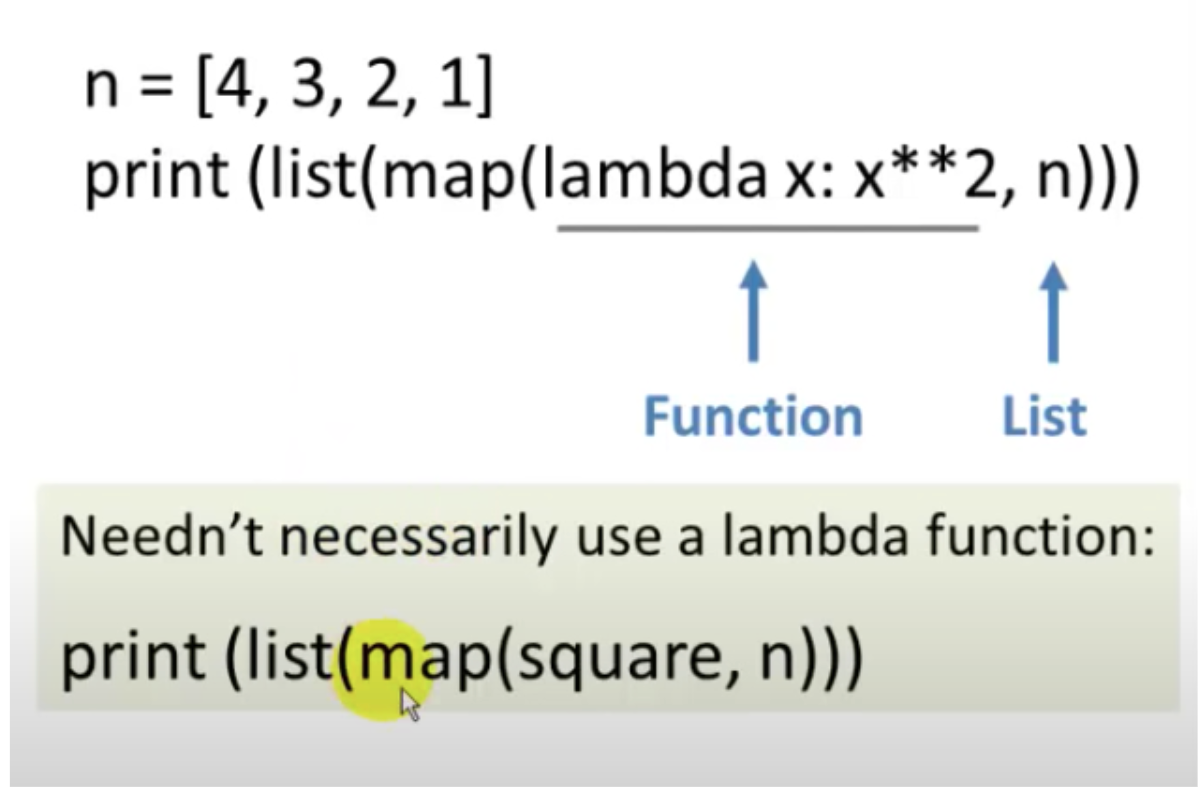 n = [4, 3, 2, 1]
print (list(map(lambda x: x**2, n)))
Function List
Needn’t necessarily use a lambda function:
print (list(map(square, n)))